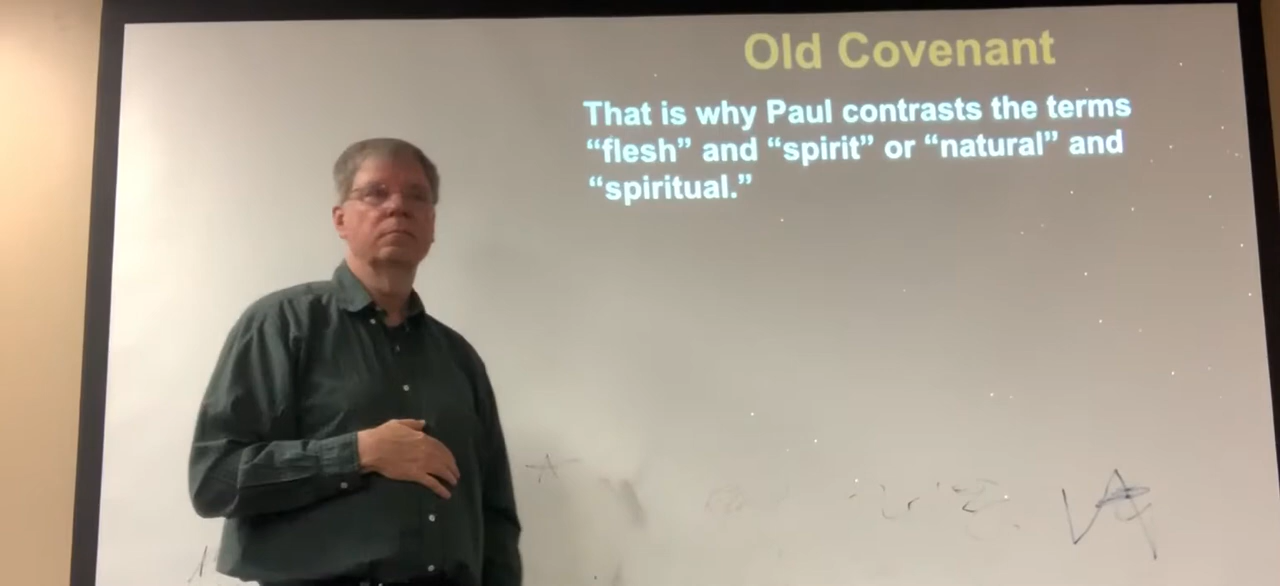 Old Covenant
That is why Paul contrasts the terms
“flesh” and “spirit” or “natural” and
“spiritual.”